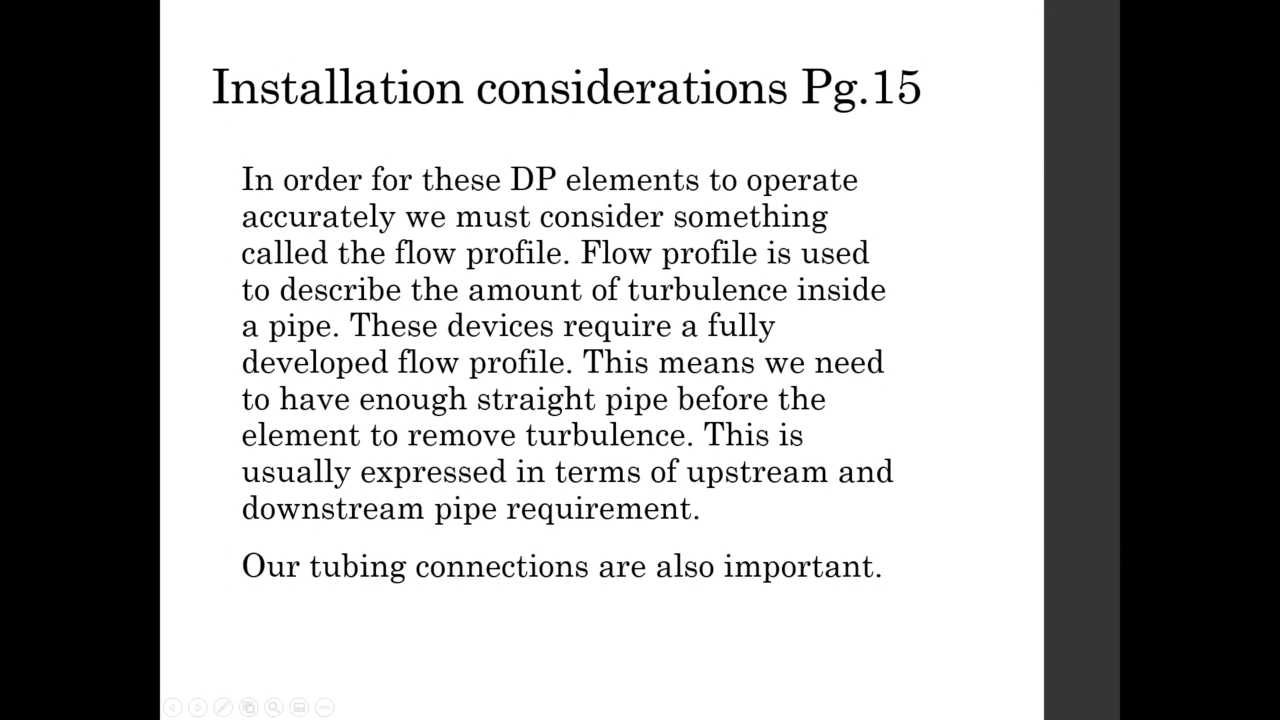 Installation considerations Pg.15
In order for these DP elements to operate
accurately we must consider something
called the flow profile. Flow profile is used
to describe the amount of turbulence inside
a pipe. These devices require a fully
developed flow profile. This means we need
to have enough straight pipe before the
element to remove turbulence. This is
usually expressed in terms of upstream and
downstream pipe requirement.
Our tubing connections are also important.